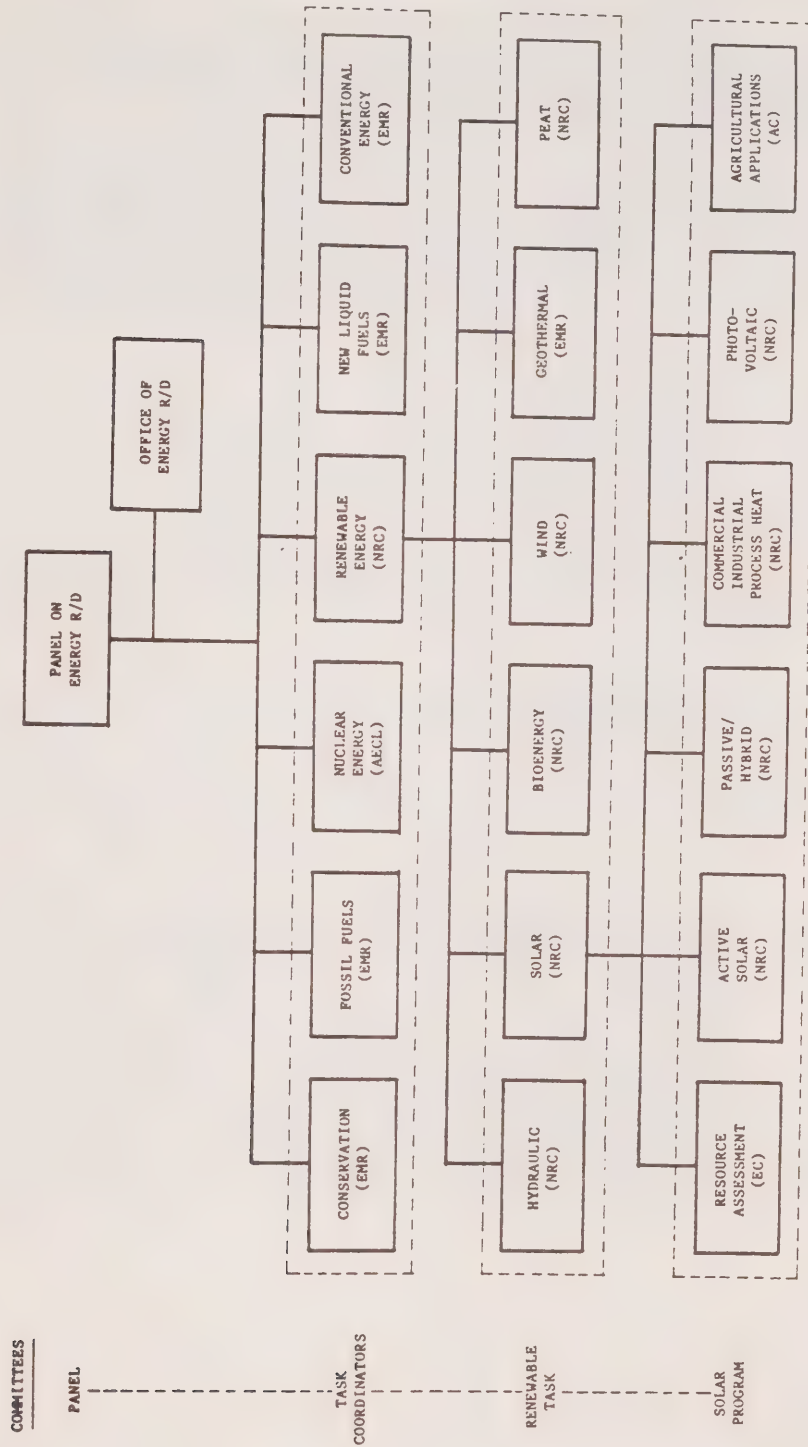 COMMITTEES
PANEL
PANEL ON
ENERGY R/D
OFFICE OF
ENERGY R/D
TASK
COORDINATORS
CONSERVATION
(EMR)
FOSSIL FUELS
(EMR)
NUCLEAR
ENERGY
(AECL)
RENEWABLE
ENERGY
(NRC)
NEW LIQUID
FUELS
(EMR)
CONVENTIONAL
ENERGY
(EMR)
RENEWABLE
TASK
HYDRAULIC
(NRC)
SOLAR
(NRC)
BIOENERGY
(NRC)
WIND
(NRC)
GEOTHERMAL
(EMR)
PEAT
(NRC)
SOLAR
PROGRAM
RESOURCE
ASSESSMENT
(EC)
ACTIVE
SOLAR
(NRC)
PASSIVE/
HYBRID
(NRC)
COMMERCIAL
INDUSTRIAL
PROCESS HEAT
(NRC)
PHOTO-
VOLTAIC
(NRC)
AGRICULTURAL
APPLICATIONS
(AC)